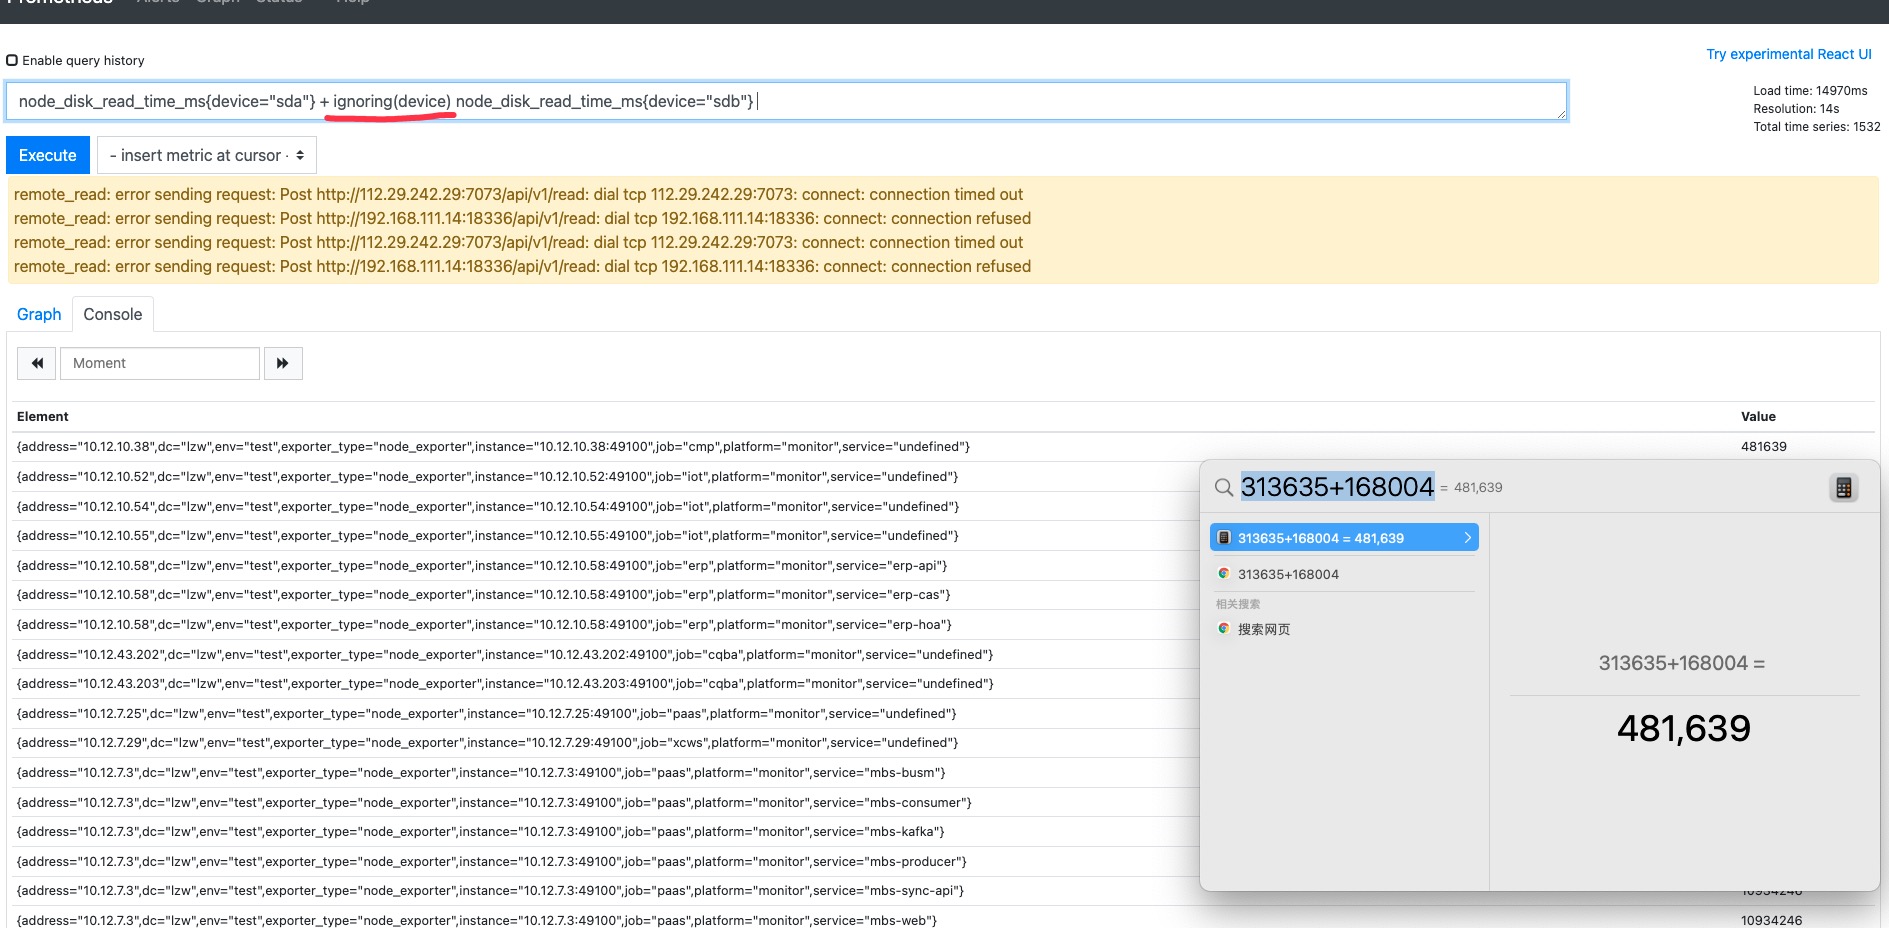 Prometheus Alerts Graph Status Help
Enable query history
Try experimental React UI
node_disk_read_time_ms{device="sda"} + ignoring(device) node_disk_read_time_ms{device="sdb"}
Load time: 14970ms
Resolution: 14s
Total time series: 1532
Execute
- insert metric at cursor -
remote_read: error sending request: Post http://112.29.242.29:7073/api/v1/read: dial tcp 112.29.242.29:7073: connect: connection timed out
remote_read: error sending request: Post http://192.168.111.14:18336/api/v1/read: dial tcp 192.168.111.14:18336: connect: connection refused
remote_read: error sending request: Post http://112.29.242.29:7073/api/v1/read: dial tcp 112.29.242.29:7073: connect: connection timed out
remote_read: error sending request: Post http://192.168.111.14:18336/api/v1/read: dial tcp 192.168.111.14:18336: connect: connection refused
Graph Console
Moment
Element Value
{address="10.12.10.38",dc="lzw",env="test",exporter_type="node_exporter",instance="10.12.10.38:49100",job="cmp",platform="monitor",service="undefined"} 481639
{address="10.12.10.52",dc="lzw",env="test",exporter_type="node_exporter",instance="10.12.10.52:49100",job="iot",platform="monitor",service="undefined"}
{address="10.12.10.54",dc="lzw",env="test",exporter_type="node_exporter",instance="10.12.10.54:49100",job="iot",platform="monitor",service="undefined"}
{address="10.12.10.55",dc="lzw",env="test",exporter_type="node_exporter",instance="10.12.10.55:49100",job="iot",platform="monitor",service="undefined"}
{address="10.12.10.58",dc="lzw",env="test",exporter_type="node_exporter",instance="10.12.10.58:49100",job="erp",platform="monitor",service="erp-api"}
{address="10.12.10.58",dc="lzw",env="test",exporter_type="node_exporter",instance="10.12.10.58:49100",job="erp",platform="monitor",service="erp-cas"}
{address="10.12.10.58",dc="lzw",env="test",exporter_type="node_exporter",instance="10.12.10.58:49100",job="erp",platform="monitor",service="erp-hoa"}
{address="10.12.43.202",dc="lzw",env="test",exporter_type="node_exporter",instance="10.12.43.202:49100",job="cqba",platform="monitor",service="undefined"}
{address="10.12.43.203",dc="lzw",env="test",exporter_type="node_exporter",instance="10.12.43.203:49100",job="cqba",platform="monitor",service="undefined"}
{address="10.12.7.25",dc="lzw",env="test",exporter_type="node_exporter",instance="10.12.7.25:49100",job="paas",platform="monitor",service="undefined"}
{address="10.12.7.29",dc="lzw",env="test",exporter_type="node_exporter",instance="10.12.7.29:49100",job="xcws",platform="monitor",service="undefined"}
{address="10.12.7.3",dc="lzw",env="test",exporter_type="node_exporter",instance="10.12.7.3:49100",job="paas",platform="monitor",service="mbs-busm"}
{address="10.12.7.3",dc="lzw",env="test",exporter_type="node_exporter",instance="10.12.7.3:49100",job="paas",platform="monitor",service="mbs-consumer"}
{address="10.12.7.3",dc="lzw",env="test",exporter_type="node_exporter",instance="10.12.7.3:49100",job="paas",platform="monitor",service="mbs-kafka"}
{address="10.12.7.3",dc="lzw",env="test",exporter_type="node_exporter",instance="10.12.7.3:49100",job="paas",platform="monitor",service="mbs-producer"}
{address="10.12.7.3",dc="lzw",env="test",exporter_type="node_exporter",instance="10.12.7.3:49100",job="paas",platform="monitor",service="mbs-sync-api"} 10934246
{address="10.12.7.3",dc="lzw",env="test",exporter_type="node_exporter",instance="10.12.7.3:49100",job="paas",platform="monitor",service="mbs-web"} 10934246
313635+168004 = 481,639
313635+168004 = 481,639
313635+168004
相关搜索
搜索网页
313635+168004 =
481,639